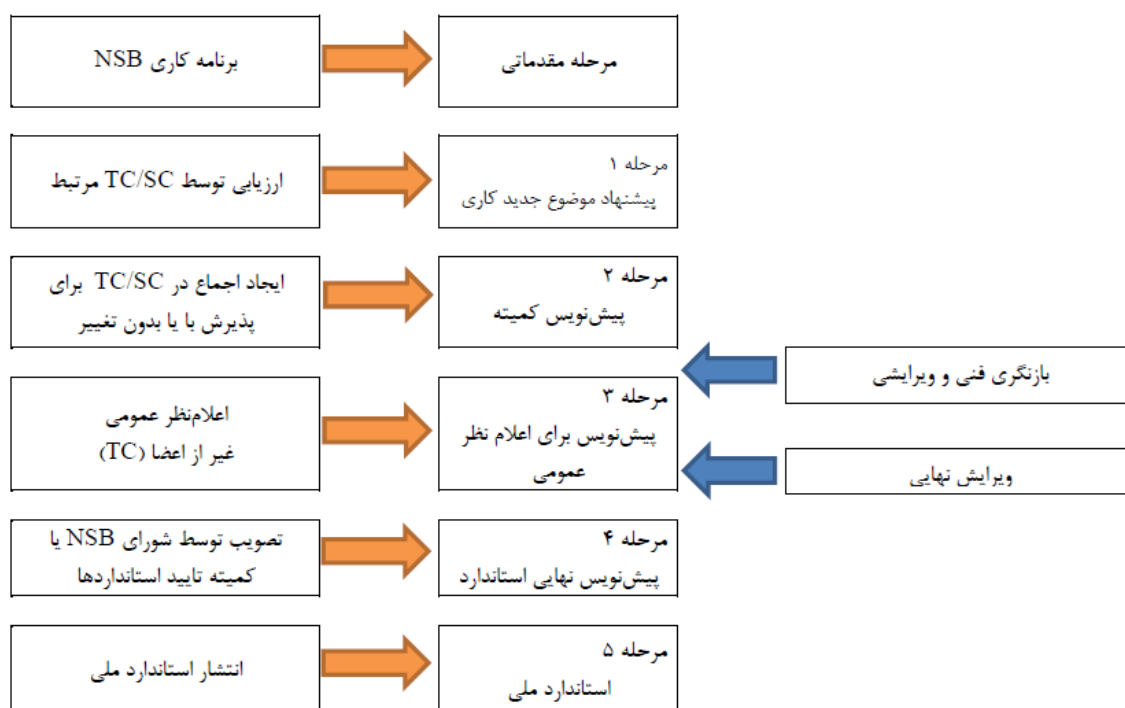 مرحله مقدماتی
برنامه کاری NSB
مرحله ۱
پیشنهاد موضوع جدید کاری
ارزیابی توسط TC/SC مرتبط
مرحله ۲
پیش‌نویس کمیته
ایجاد اجماع در TC/SC برای
پذیرش با یا بدون تغییر
بازنگری فنی و ویرایشی
مرحله ۳
پیش‌نویس برای اعلام نظر
عمومی
اعلام‌نظر عمومی
غیر از اعضا (TC)
ویرایش نهایی
مرحله ۴
پیش‌نویس نهایی استاندارد
تصویب توسط شورای NSB یا
کمیته تایید استانداردها
مرحله ۵
استاندارد ملی
انتشار استاندارد ملی